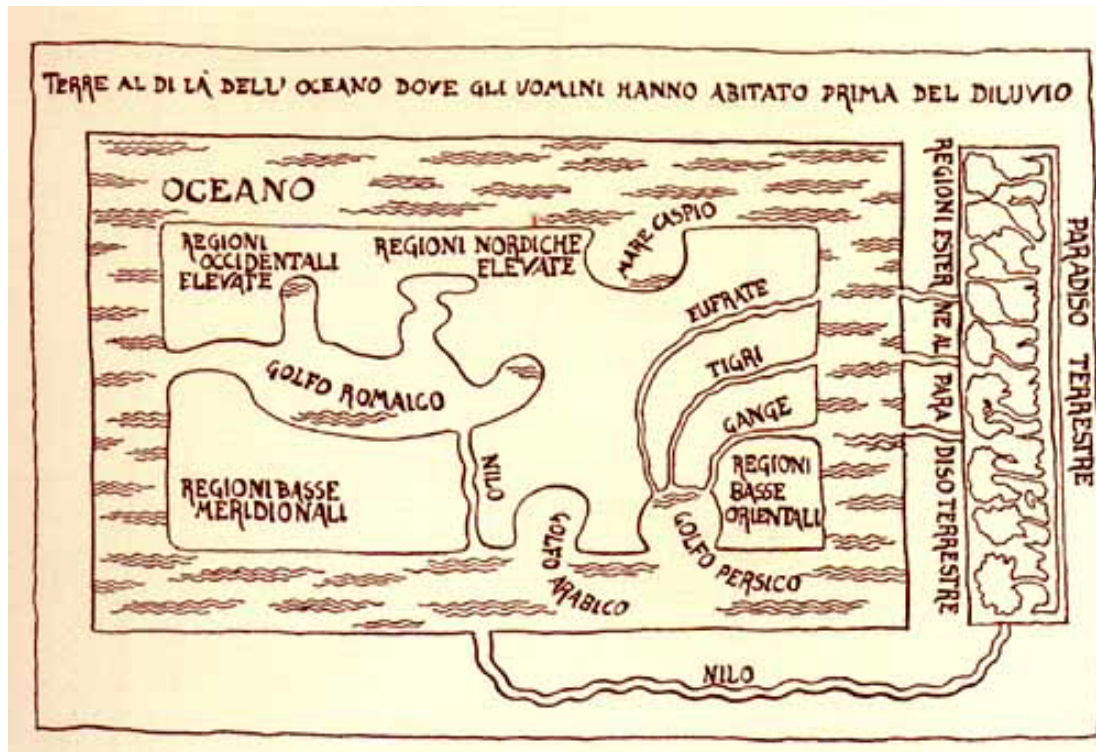 TERRE AL DI LÀ DELL' OCEANO DOVE GLI UOMINI HANNO ABITATO PRIMA DEL DILUVIO
OCEANO
REGIONI
OCCIDENTALI
ELEVATE
REGIONI NORDICHE
ELEVATE
MARE CASPIO
EUFRATE
TIGRI
GANGE
GOLFO ROMAICO
NILO
REGIONI BASSE
MERIDIONALI
GOLFO ARABICO
GOLFO PERSICO
REGIONI
BASSE
ORIENTALI
REGIONI ESTERNE AL PARADISO TERRESTRE
PARADISO TERRESTRE
NILO